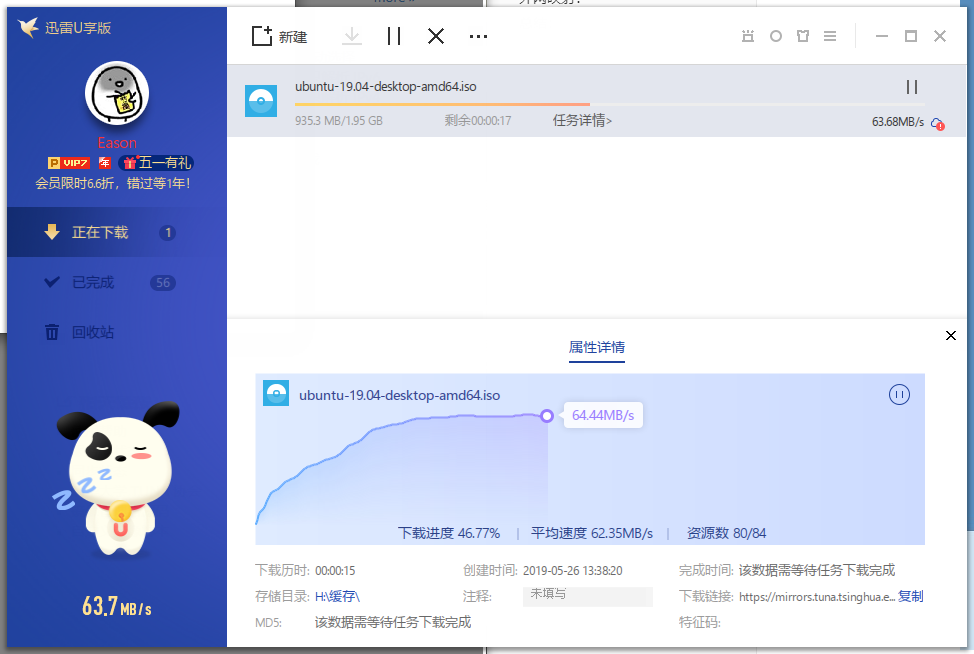 迅雷U享版
Eason
VIP7 年 五一有礼
会员限时6.6折，错过等1年!
正在下载 1
已完成 56
回收站
U
63.7MB/s
新建
ubuntu-19.04-desktop-amd64.iso
935.3 MB/1.95 GB 剩余00:00:17 任务详情> 63.68MB/s
属性详情
ubuntu-19.04-desktop-amd64.iso
64.44MB/s
下载进度 46.77% | 平均速度 62.35MB/s | 资源数 80/84
下载历时: 00:00:15 创建时间: 2019-05-26 13:38:20 完成时间: 该数据需等待任务下载完成
存储目录: H:\缓存\ 注释: 未填写 下载链接: https://mirrors.tuna.tsinghua.e... 复制
MD5: 该数据需等待任务下载完成 特征码: